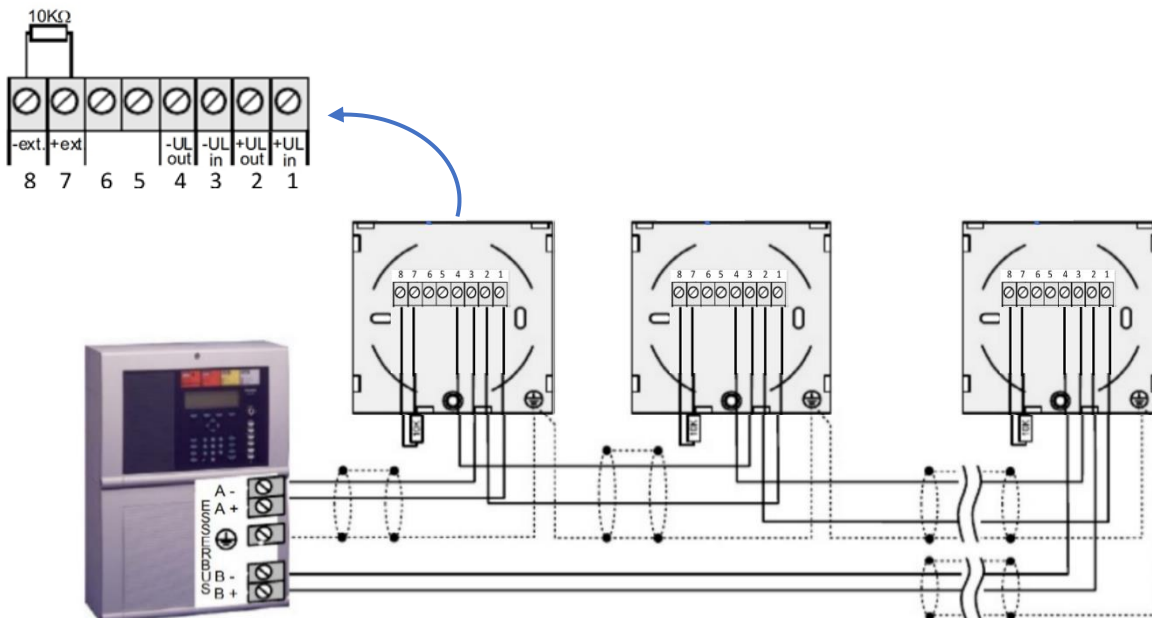 10KΩ
-ext. +ext -UL out -UL in +UL out +UL in
8 7 6 5 4 3 2 1
8 7 6 5 4 3 2 1
8 7 6 5 4 3 2 1
8 7 6 5 4 3 2 1
10K
10K
10K
A -
A +
B -
B +
ESSERBUS